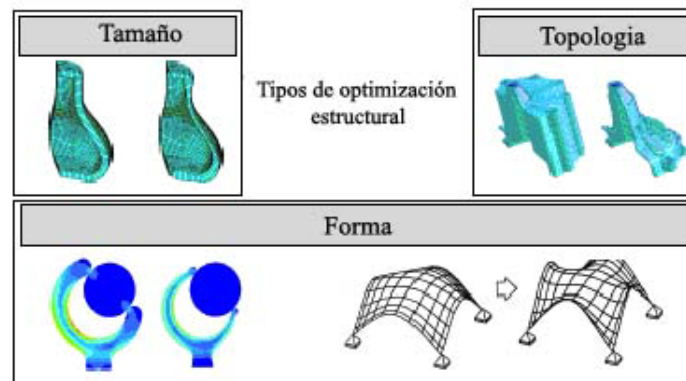 Tamaño
Tipos de optimización
estructural
Topologia
Forma